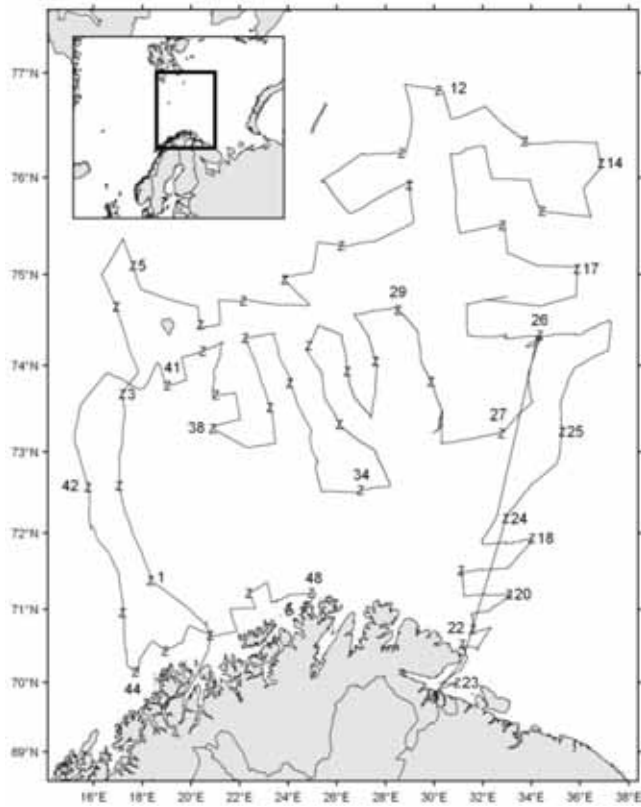 77°N
Z 12
Z
Z
76°N
Z 14
Z
Z
Z
Z
75°N
Z 5
Z 17
Z
Z
Z
29
Z
26
Z
Z
Z
74°N
Z
Z
Z
Z
41
Z
Z
Z
Z 3
Z
Z
27
38 Z
Z
Z
Z 25
73°N
34
42 Z
Z
Z
Z 24
72°N
Z 18
Z
Z 1
48
Z
Z
Z 20
71°N
Z
Z
22
Z
Z
Z
44
Z
Z 23
70°N
69°N
16°E
18°E
20°E
22°E
24°E
26°E
28°E
30°E
32°E
34°E
36°E
38°E